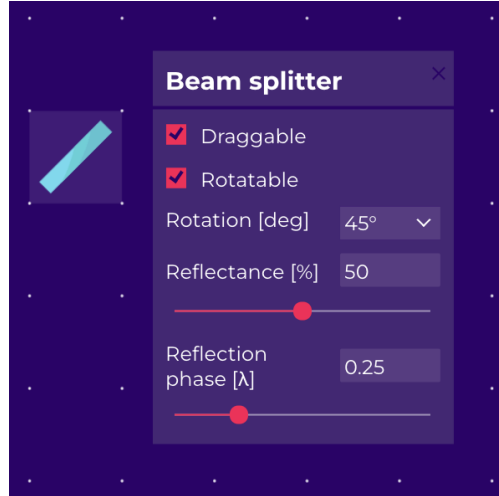 Beam splitter
Draggable
Rotatable
Rotation [deg] 45°
Reflectance [%] 50
Reflection
phase [λ] 0.25